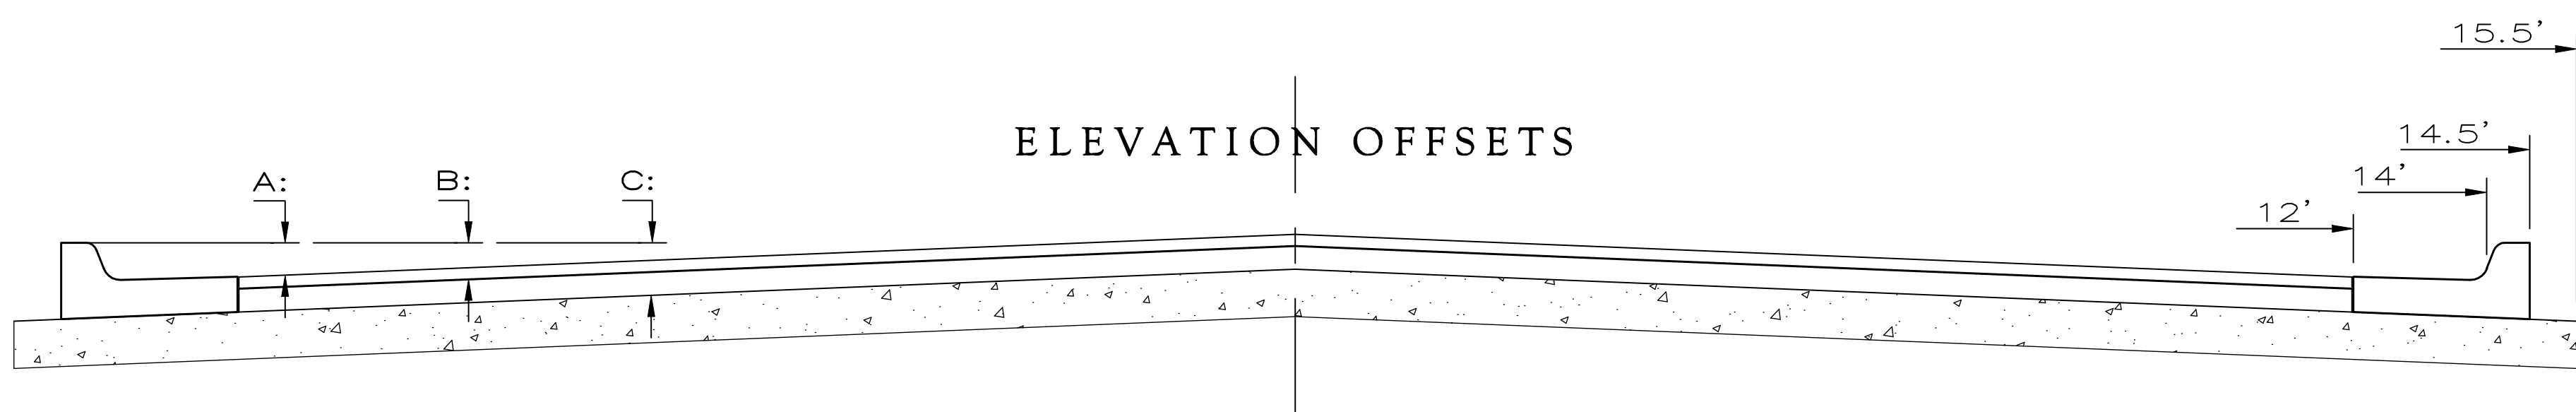 15.5’
ELEVATION OFFSETS
14.5’
14’
A: B: C:
12’